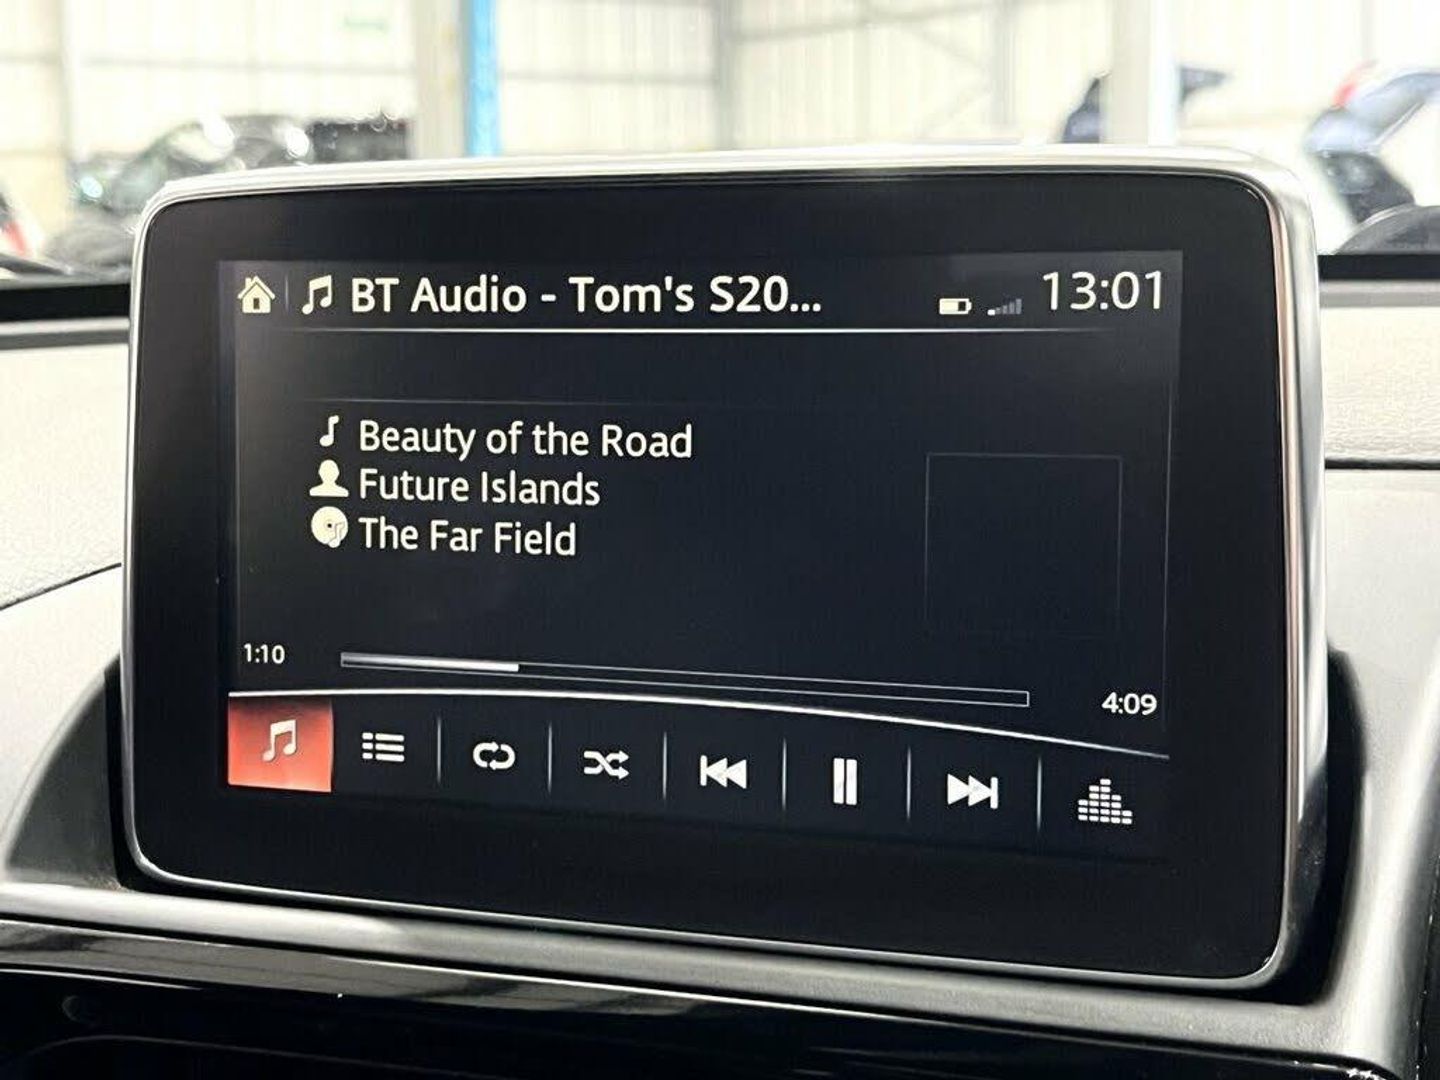 BT Audio - Tom's S20... 13:01
Beauty of the Road
Future Islands
The Far Field
1:10
4:09